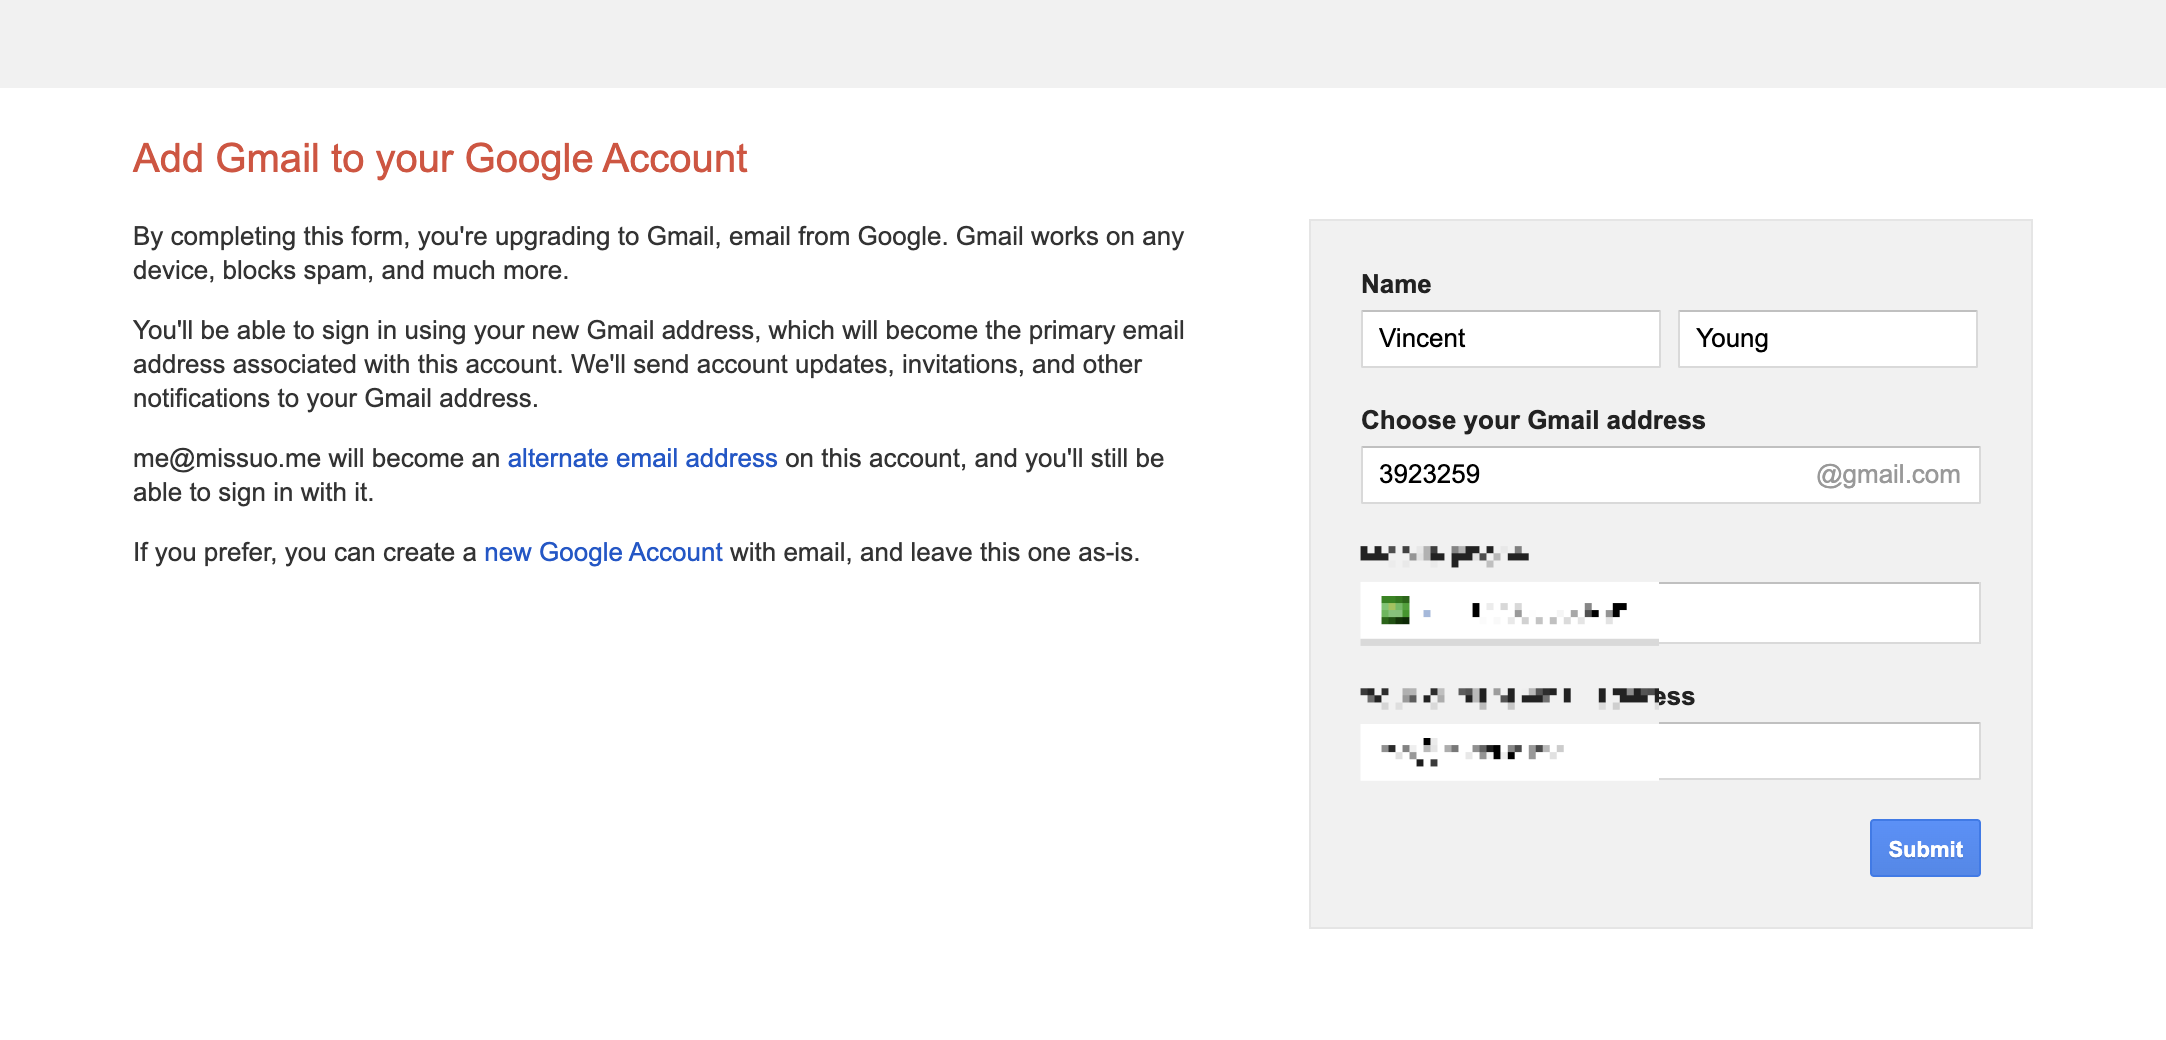 Add Gmail to your Google Account
By completing this form, you're upgrading to Gmail, email from Google. Gmail works on any
device, blocks spam, and much more.
You'll be able to sign in using your new Gmail address, which will become the primary email
address associated with this account. We'll send account updates, invitations, and other
notifications to your Gmail address.
me@missuo.me will become an alternate email address on this account, and you'll still be
able to sign in with it.
If you prefer, you can create a new Google Account with email, and leave this one as-is.
Name
Vincent Young
Choose your Gmail address
3923259 @gmail.com
Submit